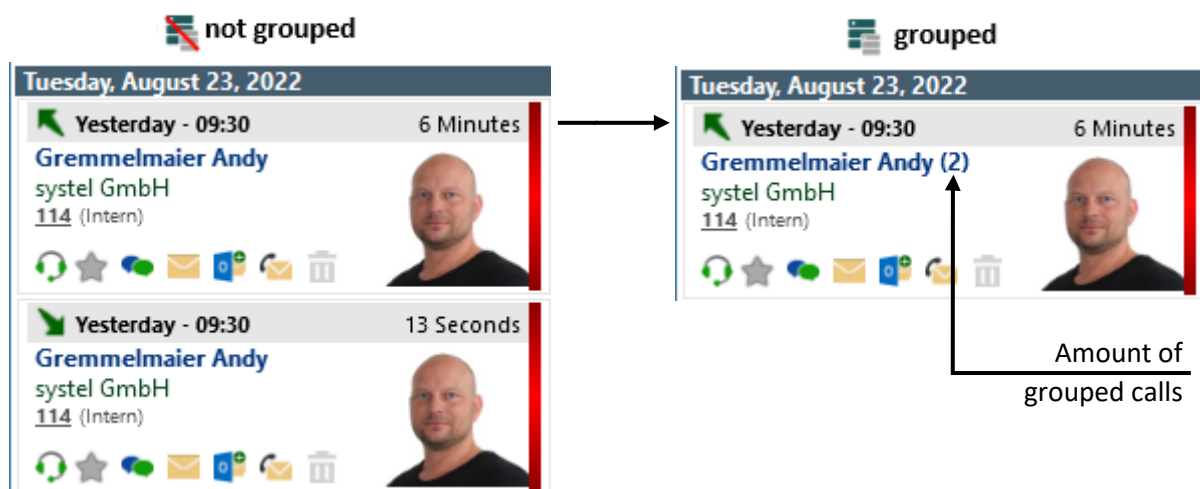 not grouped
Tuesday, August 23, 2022
Yesterday - 09:30 6 Minutes
Gremmelmaier Andy
systel GmbH
114 (Intern)
Yesterday - 09:30 13 Seconds
Gremmelmaier Andy
systel GmbH
114 (Intern)
grouped
Tuesday, August 23, 2022
Yesterday - 09:30 6 Minutes
Gremmelmaier Andy (2)
systel GmbH
114 (Intern)
Amount of
grouped calls